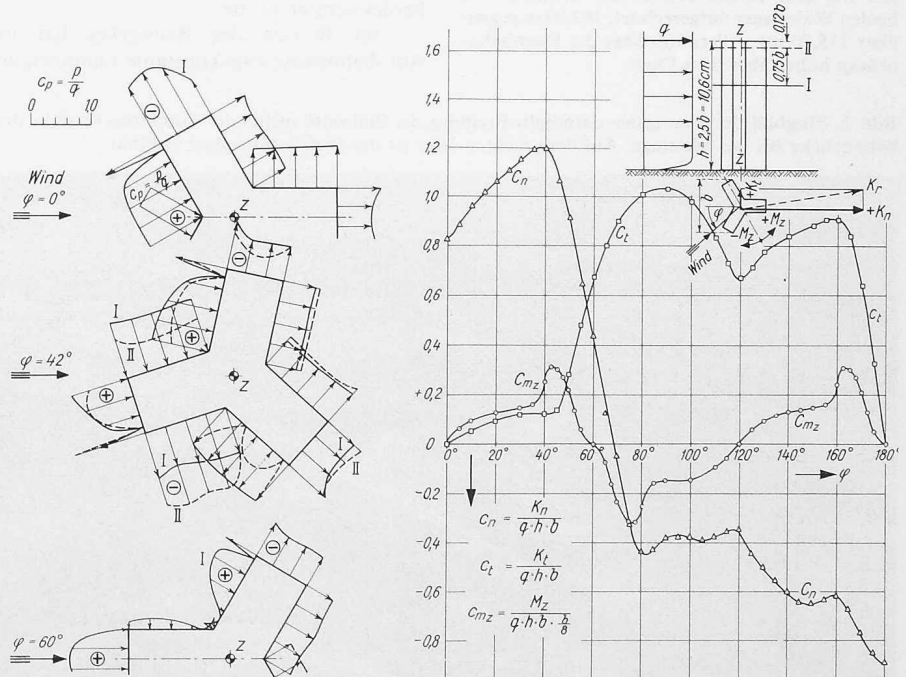 C_p = p/q
0 1,0
Wind
φ = 0°
I
⊖
C_p = p/q
⊕
Z
⊖
φ = 42°
I
II
⊕
Z
⊕
I
⊖
II
I
II
φ = 60°
I
⊖
⊕
⊕
Z
1,6
1,4
1,2
1,0
0,8
0,6
0,4
+0,2
0
-0,2
-0,4
-0,6
-0,8
0°
20°
40°
60°
80°
100°
120°
140°
160°
180°
φ
C_n
C_t
C_mz
C_mz
C_t
C_n
q
h = 2,5b = 10,6cm
Z
Z
0,12b
II
0,75b
I
b
φ
Wind
+K_t
K_r
+K_n
+M_z
-M_z
C_n = K_n / q·h·b
C_t = K_t / q·h·b
C_mz = M_z / q·h·b·b/8